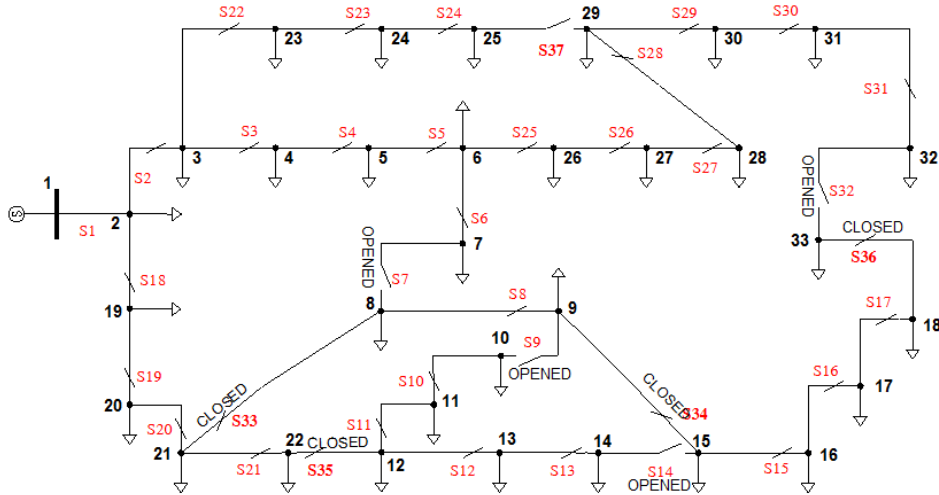 S22
S23
S24
29
S29
S30
23
24
25
S37
S28
30
31
S31
S3
S4
S5
S25
S26
3
4
5
6
26
27
S27
28
32
S2
1
OPENED
S32
S
S1
2
S6
CLOSED
7
33
S36
OPENED
S7
S18
8
S8
9
S17
19
18
10
S9
S19
S10
OPENED
S16
17
20
CLOSED
11
CLOSED
S20
S33
S11
S34
22
CLOSED
13
14
15
21
S21
S35
12
S12
S13
S14
S15
16
OPENED